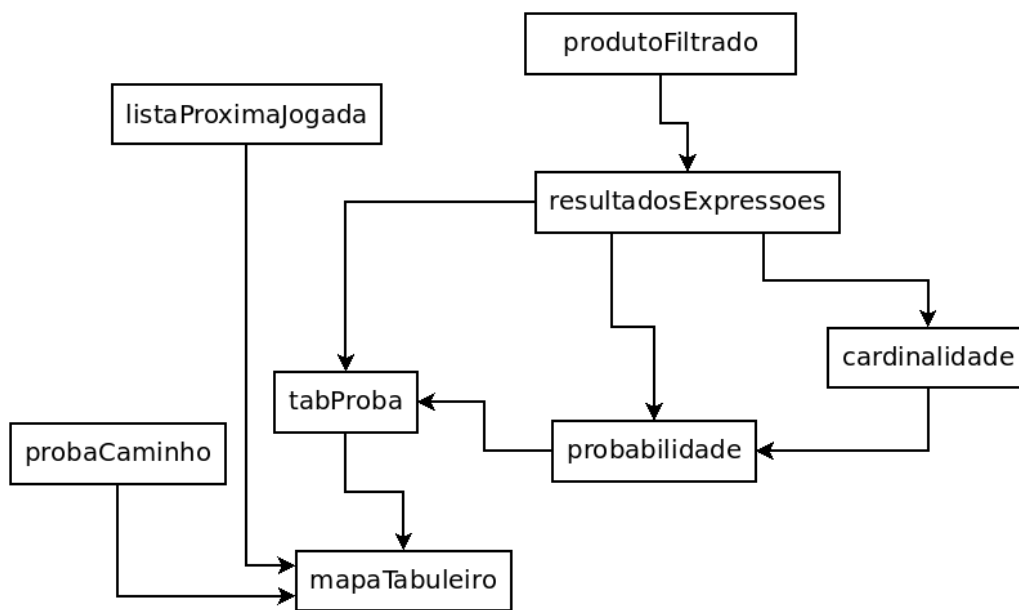 produtoFiltrado
listaProximaJogada
resultadosExpressoes
cardinalidade
tabProba
probaCaminho
probabilidade
mapaTabuleiro